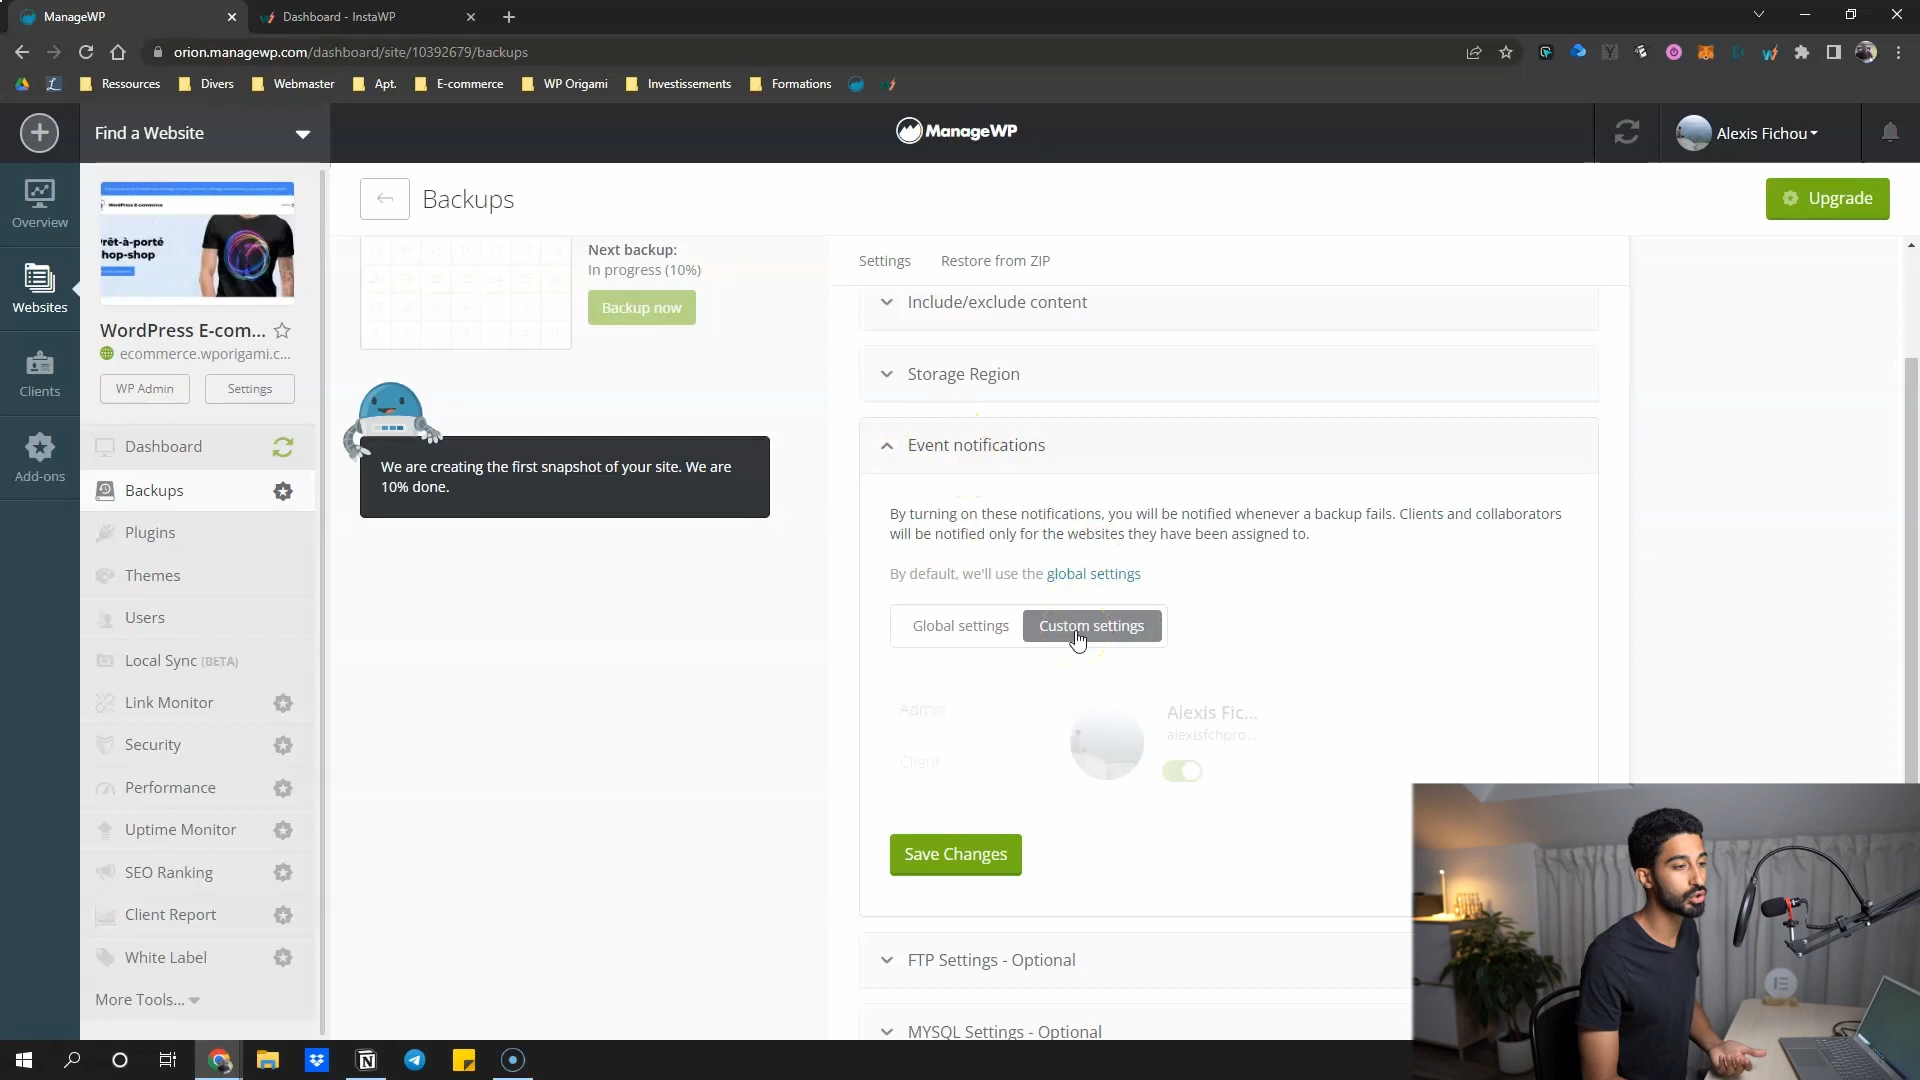 ManageWP
Dashboard - InstaWP
orion.managewp.com/dashboard/site/10392679/backups
Ressources
Divers
Webmaster
Apt.
E-commerce
WP Origami
Investissements
Formations
Find a Website
ManageWP
Alexis Fichou
Overview
Websites
Clients
Add-ons
WordPress E-commerce
rêt-à-porté
hop-shop
WordPress E-com...
ecommerce.wporigami.c...
WP Admin
Settings
Dashboard
Backups
Plugins
Themes
Users
Local Sync (BETA)
Link Monitor
Security
Performance
Uptime Monitor
SEO Ranking
Client Report
White Label
More Tools...
Backups
Upgrade
Next backup:
In progress (10%)
Backup now
We are creating the first snapshot of your site. We are
10% done.
Settings
Restore from ZIP
Include/exclude content
Storage Region
Event notifications
By turning on these notifications, you will be notified whenever a backup fails. Clients and collaborators
will be notified only for the websites they have been assigned to.
By default, we'll use the global settings
Global settings
Custom settings
Admin
Client
Alexis Fic...
alexisfchpro...
Save Changes
FTP Settings - Optional
MYSQL Settings - Optional